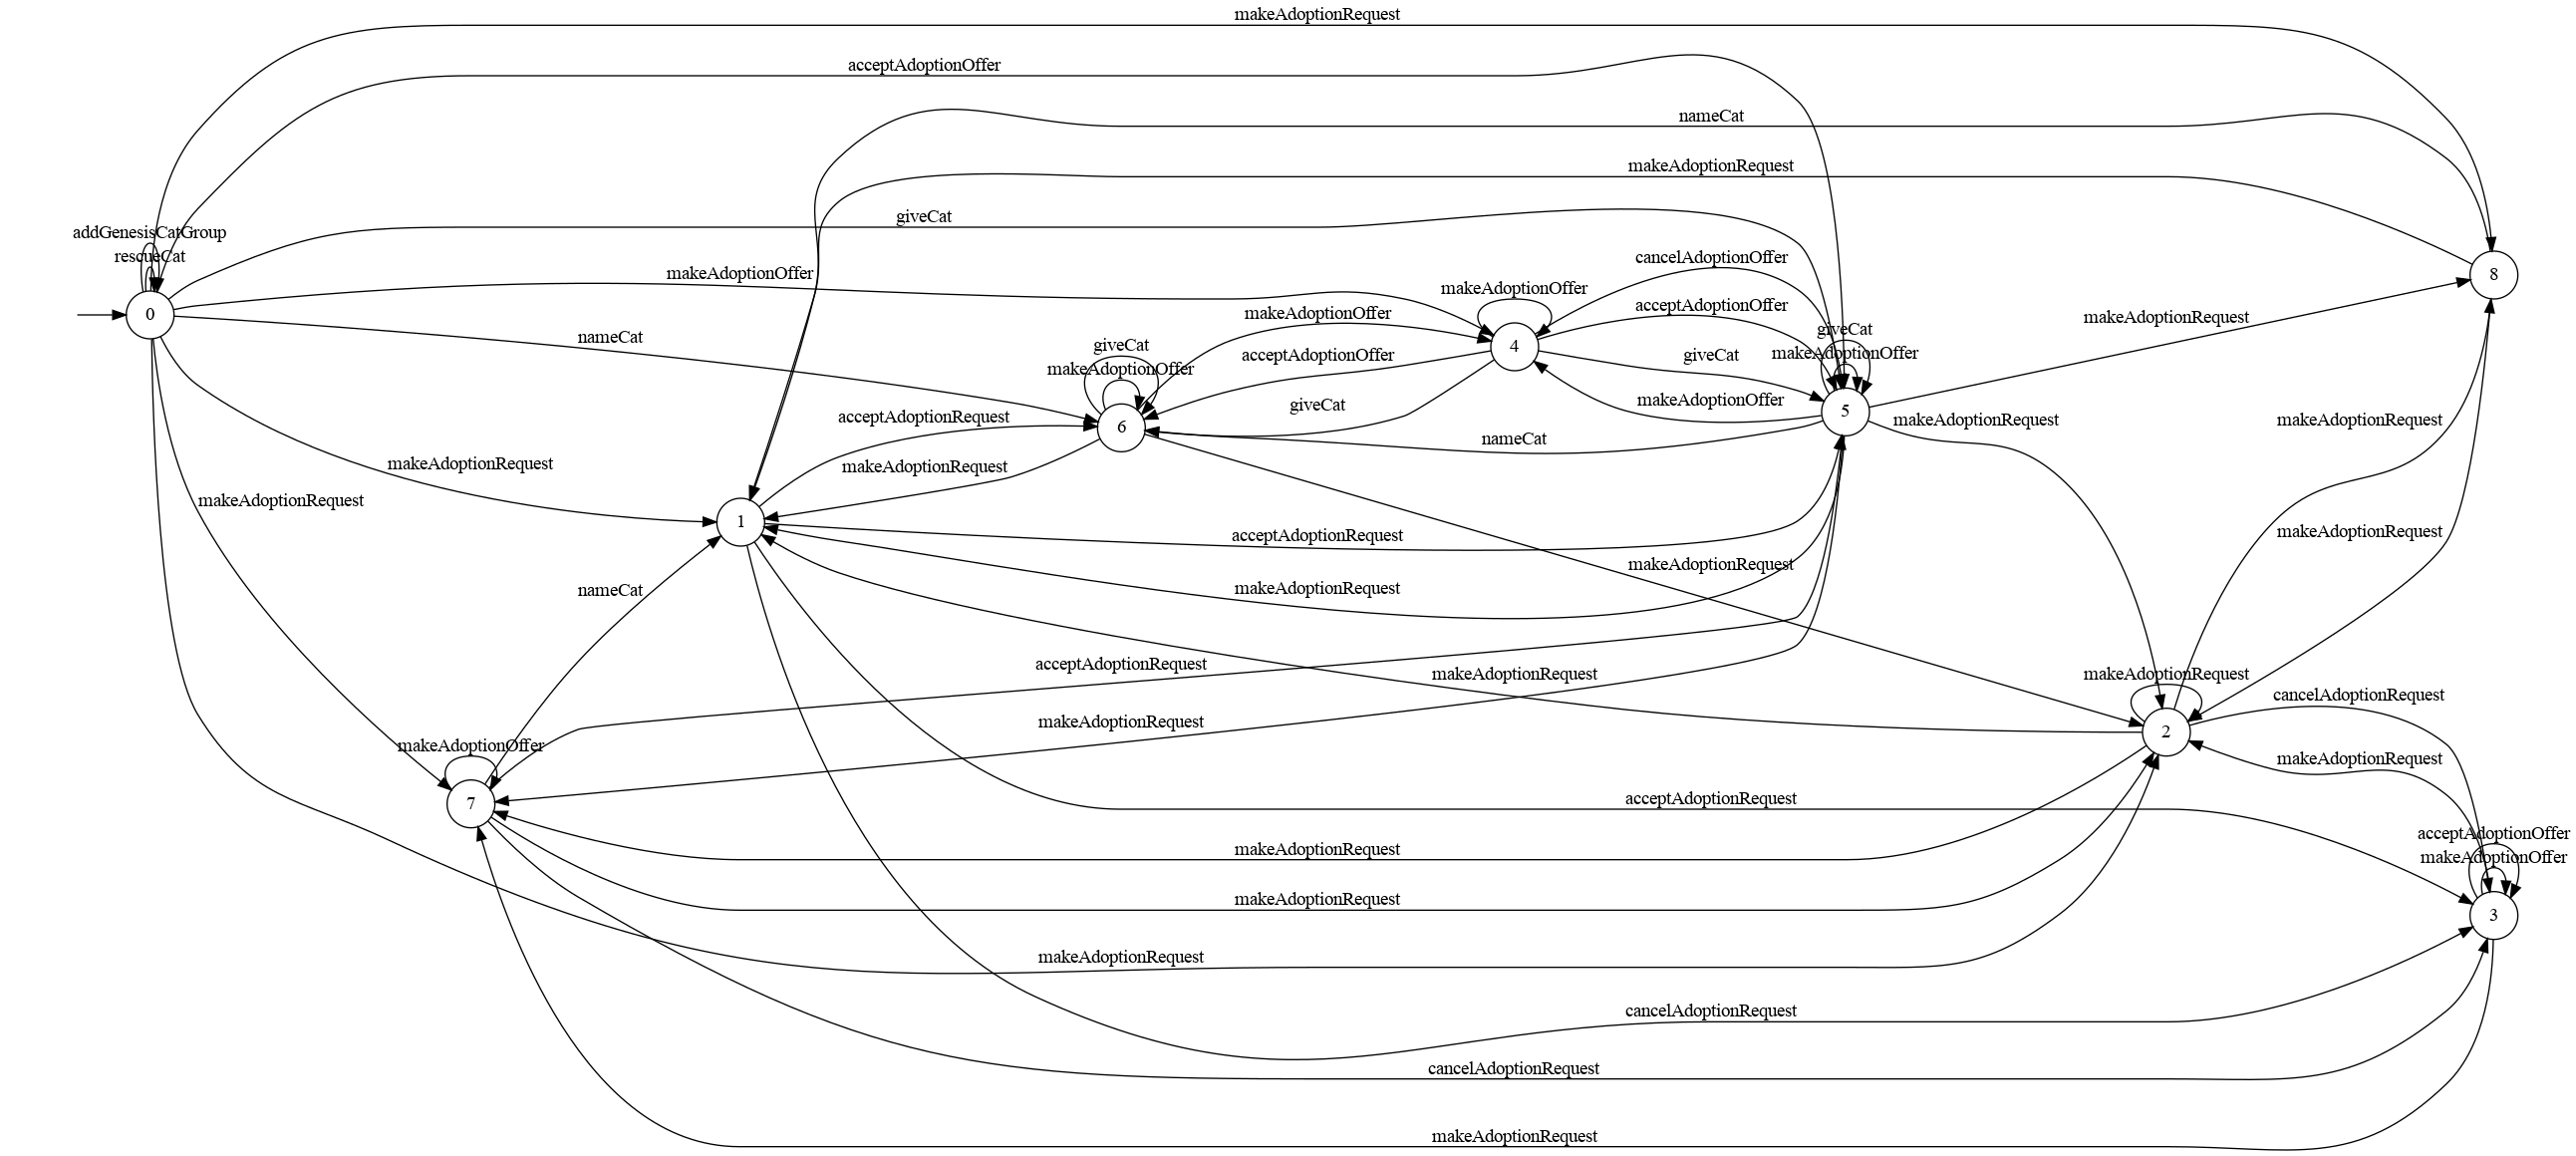 makeAdoptionRequest
acceptAdoptionOffer
nameCat
makeAdoptionRequest
giveCat
addGenesisCatGroup
rescueCat
cancelAdoptionOffer
makeAdoptionOffer
8
makeAdoptionOffer
acceptAdoptionOffer
makeAdoptionOffer
0
makeAdoptionRequest
giveCat
nameCat
giveCat
acceptAdoptionOffer
4
giveCat
makeAdoptionOffer
makeAdoptionOffer
makeAdoptionOffer
5
giveCat
acceptAdoptionRequest
6
makeAdoptionRequest
makeAdoptionRequest
nameCat
makeAdoptionRequest
makeAdoptionRequest
makeAdoptionRequest
1
acceptAdoptionRequest
makeAdoptionRequest
makeAdoptionRequest
nameCat
makeAdoptionRequest
acceptAdoptionRequest
makeAdoptionRequest
makeAdoptionRequest
cancelAdoptionRequest
makeAdoptionRequest
2
makeAdoptionOffer
makeAdoptionRequest
7
acceptAdoptionRequest
acceptAdoptionOffer
makeAdoptionRequest
makeAdoptionOffer
makeAdoptionRequest
3
makeAdoptionRequest
cancelAdoptionRequest
cancelAdoptionRequest
makeAdoptionRequest